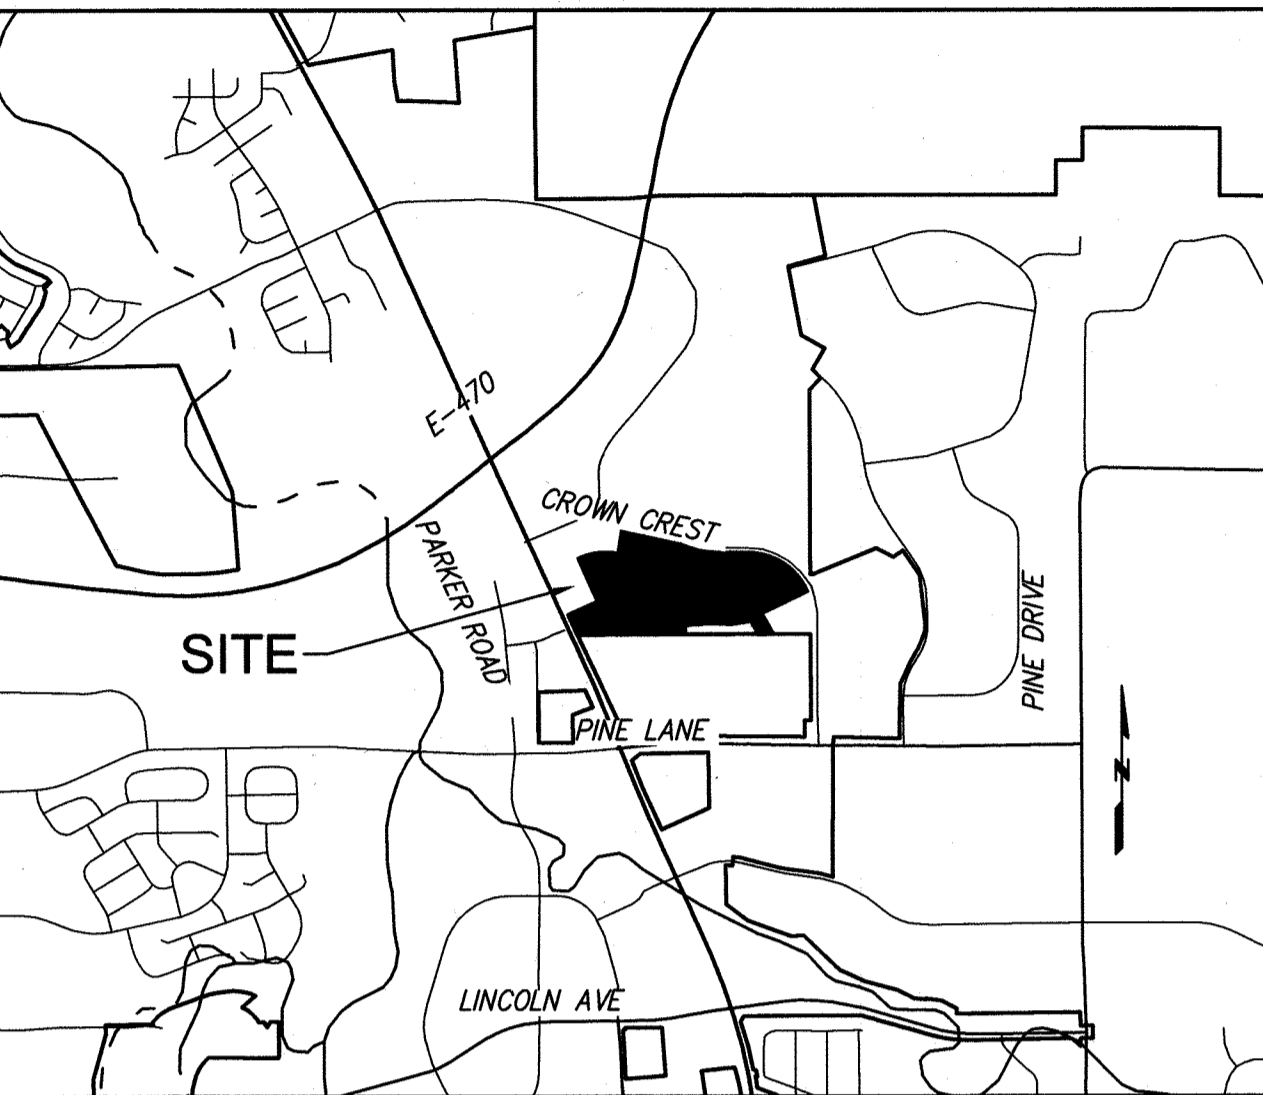 E-470
CROWN CREST
PARKER ROAD
SITE
PINE DRIVE
PINE LANE
N
LINCOLN AVE